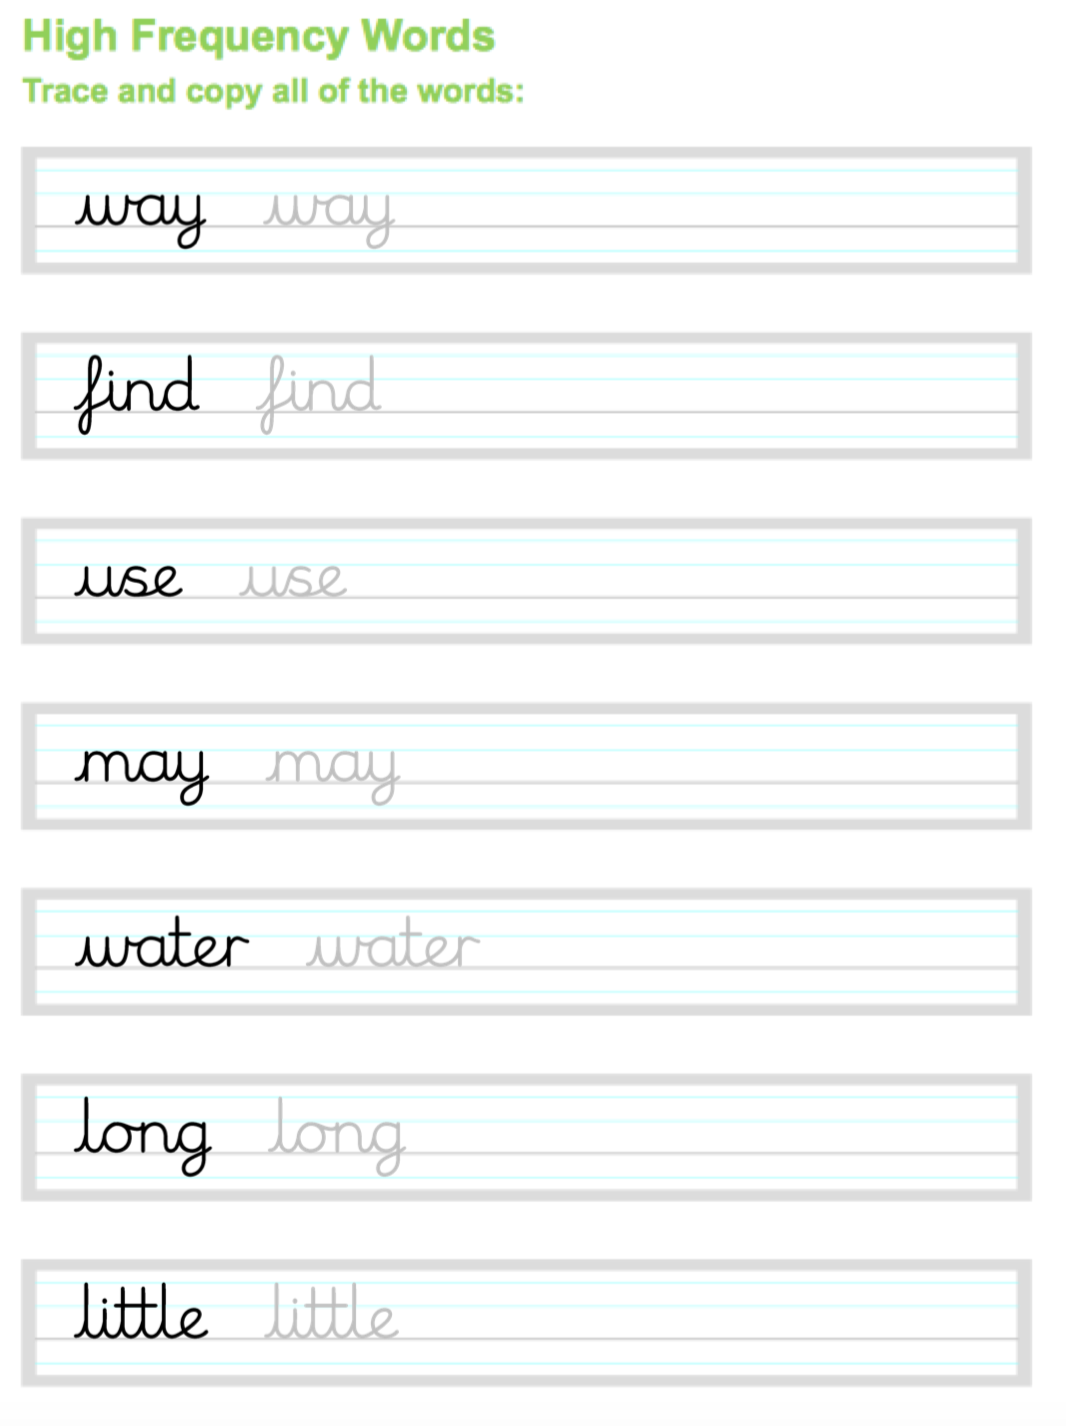 High Frequency Words
Trace and copy all of the words:
way way
find find
use use
may may
water water
long long
little little